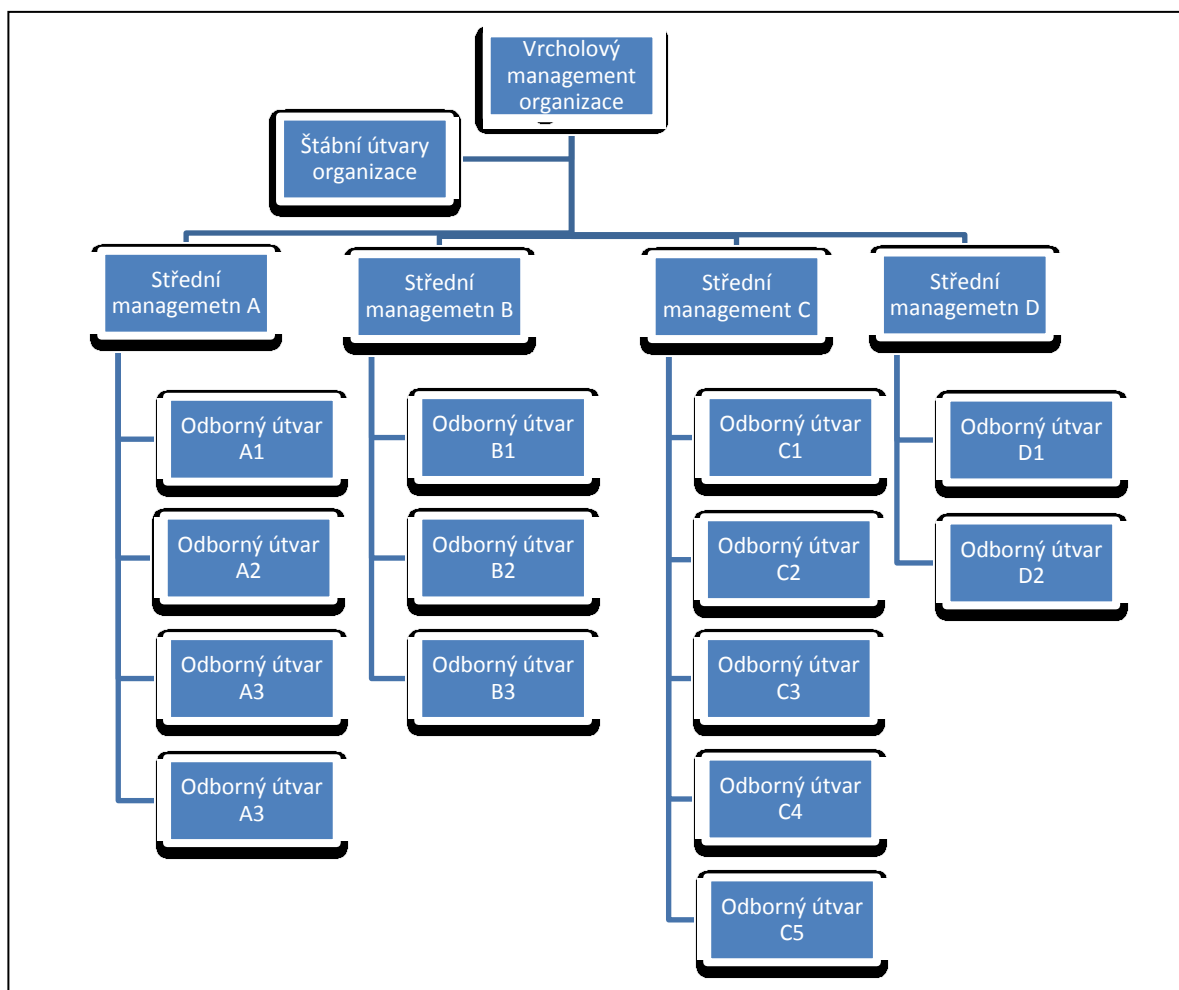 Vrcholový
management
organizace
Štábní útvary
organizace
Střední
managemetn A
Střední
managemetn B
Střední
management C
Střední
managemetn D
Odborný útvar
A1
Odborný útvar
B1
Odborný útvar
C1
Odborný útvar
D1
Odborný útvar
A2
Odborný útvar
B2
Odborný útvar
C2
Odborný útvar
D2
Odborný útvar
A3
Odborný útvar
B3
Odborný útvar
C3
Odborný útvar
A3
Odborný útvar
C4
Odborný útvar
C5